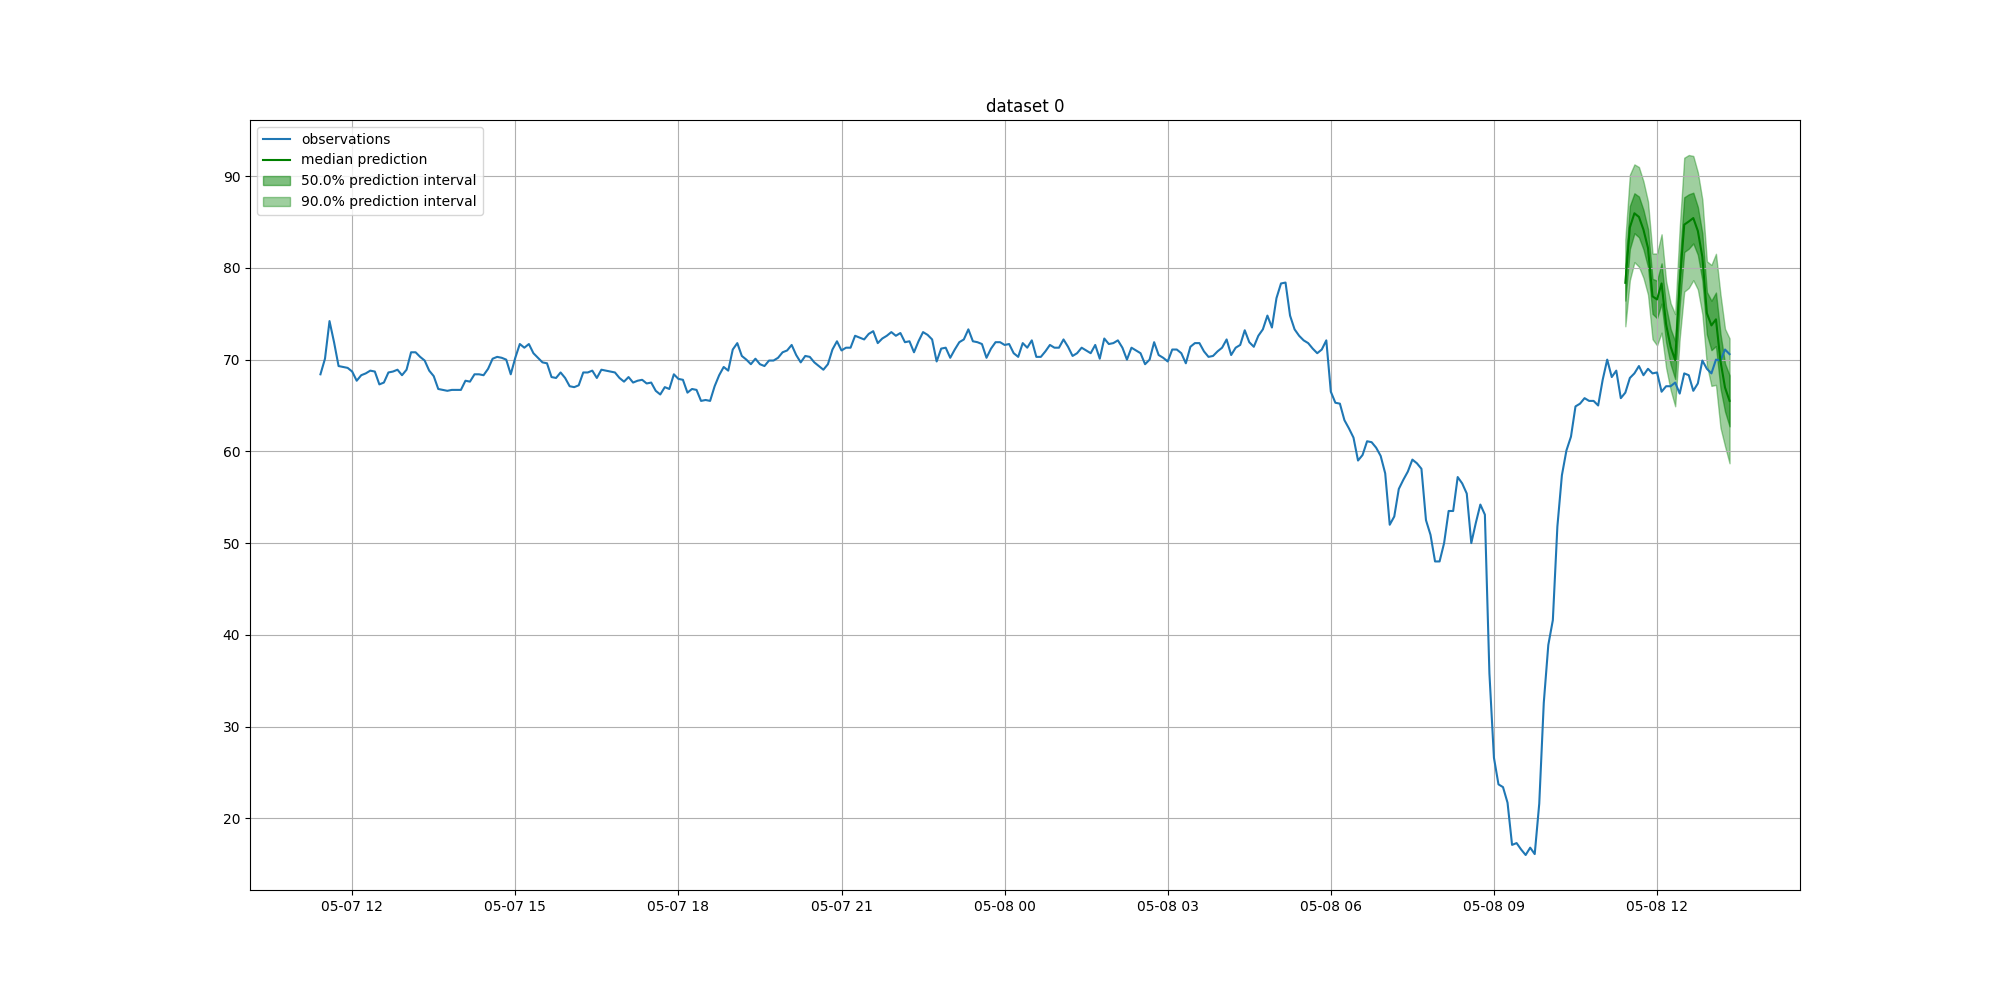 dataset 0
observations
median prediction
50.0% prediction interval
90.0% prediction interval
90
80
70
60
50
40
30
20
05-07 12 05-07 15 05-07 18 05-07 21 05-08 00 05-08 03 05-08 06 05-08 09 05-08 12